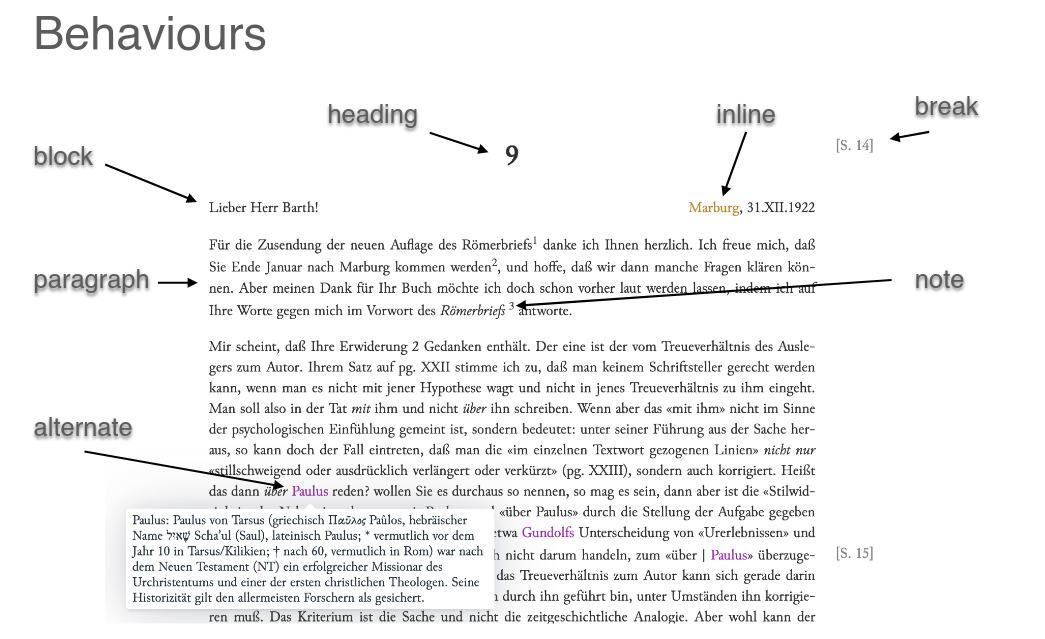 Behaviours
heading
inline
break
block
9
[S. 14]
Lieber Herr Barth!
Marburg, 31.XII.1922
Für die Zusendung der neuen Auflage des Römerbriefs1 danke ich Ihnen herzlich. Ich freue mich, daß
Sie Ende Januar nach Marburg kommen werden2, und hoffe, daß wir dann manche Fragen klären kön-
paragraph
nen. Aber meinen Dank für Ihr Buch möchte ich doch schon vorher laut werden lassen, indem ich auf
note
Ihre Worte gegen mich im Vorwort des Römerbriefs 3 antworte.
Mir scheint, daß Ihre Erwiderung 2 Gedanken enthält. Der eine ist der vom Treueverhältnis des Ausle-
gers zum Autor. Ihrem Satz auf pg. XXII stimme ich zu, daß man keinem Schriftsteller gerecht werden
kann, wenn man es nicht mit jener Hypothese wagt und nicht in jenes Treueverhältnis zu ihm eingeht.
Man soll also in der Tat mit ihm und nicht über ihn schreiben. Wenn aber das «mit ihm» nicht im Sinne
alternate
der psychologischen Einfühlung gemeint ist, sondern bedeutet: unter seiner Führung aus der Sache her-
aus, so kann doch der Fall eintreten, daß man die «im einzelnen Textwort gezogenen Linien» nicht nur
«stillschweigend oder ausdrücklich verlängert oder verkürzt» (pg. XXIII), sondern auch korrigiert. Heißt
das dann über Paulus reden? wollen Sie es durchaus so nennen, so mag es sein, dann aber ist die «Stilwid-
«über Paulus» durch die Stellung der Aufgabe gegeben
etwa Gundolfs Unterscheidung von «Urerlebnissen» und
h nicht darum handeln, zum «über | Paulus» überzuge-
[S. 15]
das Treueverhältnis zum Autor kann sich gerade darin
n durch ihn geführt bin, unter Umständen ihn korrigie-
Paulus: Paulus von Tarsus (griechisch Παῦλος Paûlos, hebräischer
Name שָׁאוּל Scha'ul (Saul), lateinisch Paulus; * vermutlich vor dem
Jahr 10 in Tarsus/Kilikien; † nach 60, vermutlich in Rom) war nach
dem Neuen Testament (NT) ein erfolgreicher Missionar des
Urchristentums und einer der ersten christlichen Theologen. Seine
Historizität gilt den allermeisten Forschern als gesichert.
ren muß. Das Kriterium ist die Sache und nicht die zeitgeschichtliche Analogie. Aber wohl kann der